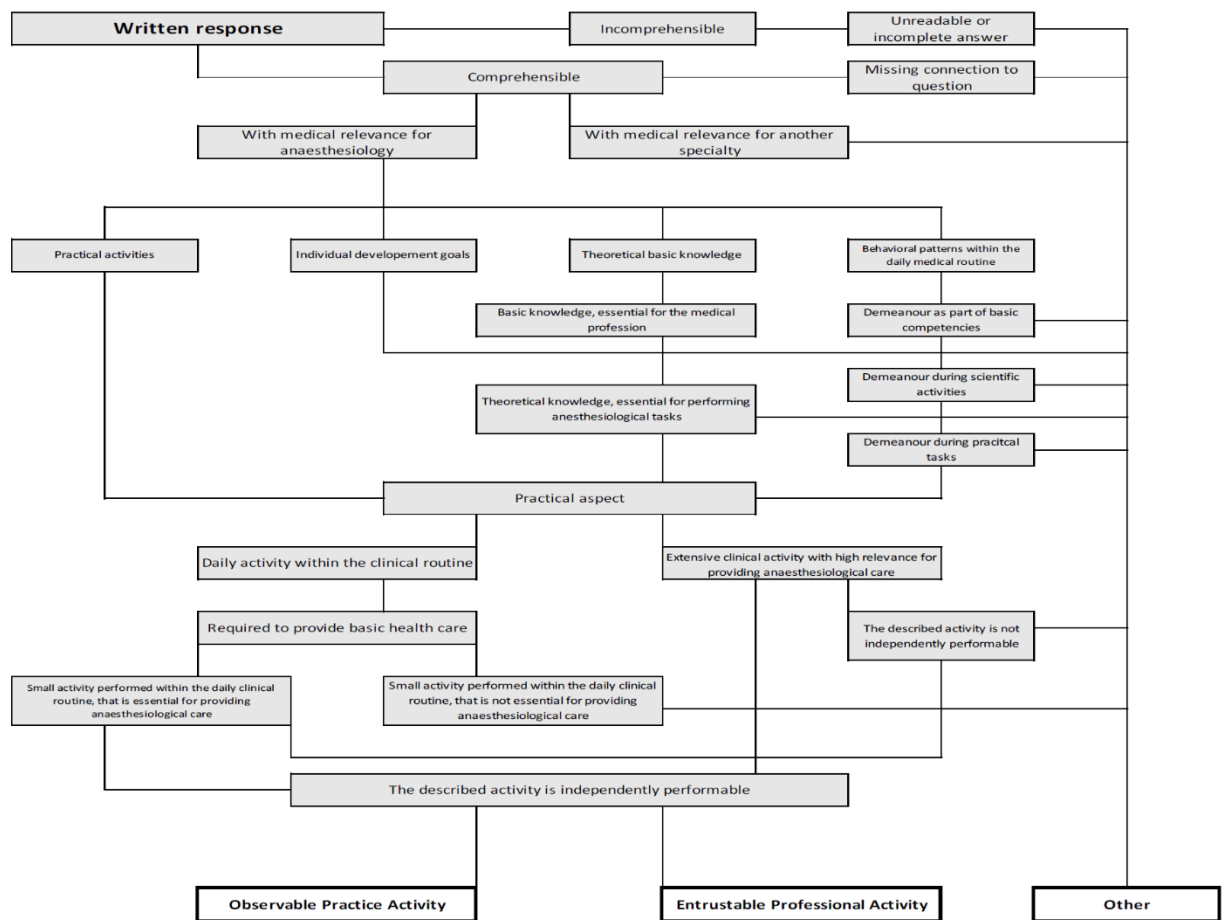 Written response
Incomprehensible
Unreadable or
incomplete answer
Comprehensible
Missing connection to
question
With medical relevance for
anaesthesiology
With medical relevance for another
specialty
Practical activities
Individual developement goals
Theoretical basic knowledge
Behavioral patterns within the
daily medical routine
Basic knowledge, essential for the medical
profession
Demeanour as part of basic
competencies
Demeanour during scientific
activities
Theoretical knowledge, essential for performing
anesthesiological tasks
Demeanour during pracitcal
tasks
Practical aspect
Daily activity within the clinical routine
Extensive clinical activity with high relevance for
providing anaesthesiological care
Required to provide basic health care
The described activity is not
independently performable
Small activity performed within the daily clinical
routine, that is essential for providing
anaesthesiological care
Small activity performed within the daily clinical
routine, that is not essential for providing
anaesthesiological care
The described activity is independently performable
Observable Practice Activity
Entrustable Professional Activity
Other